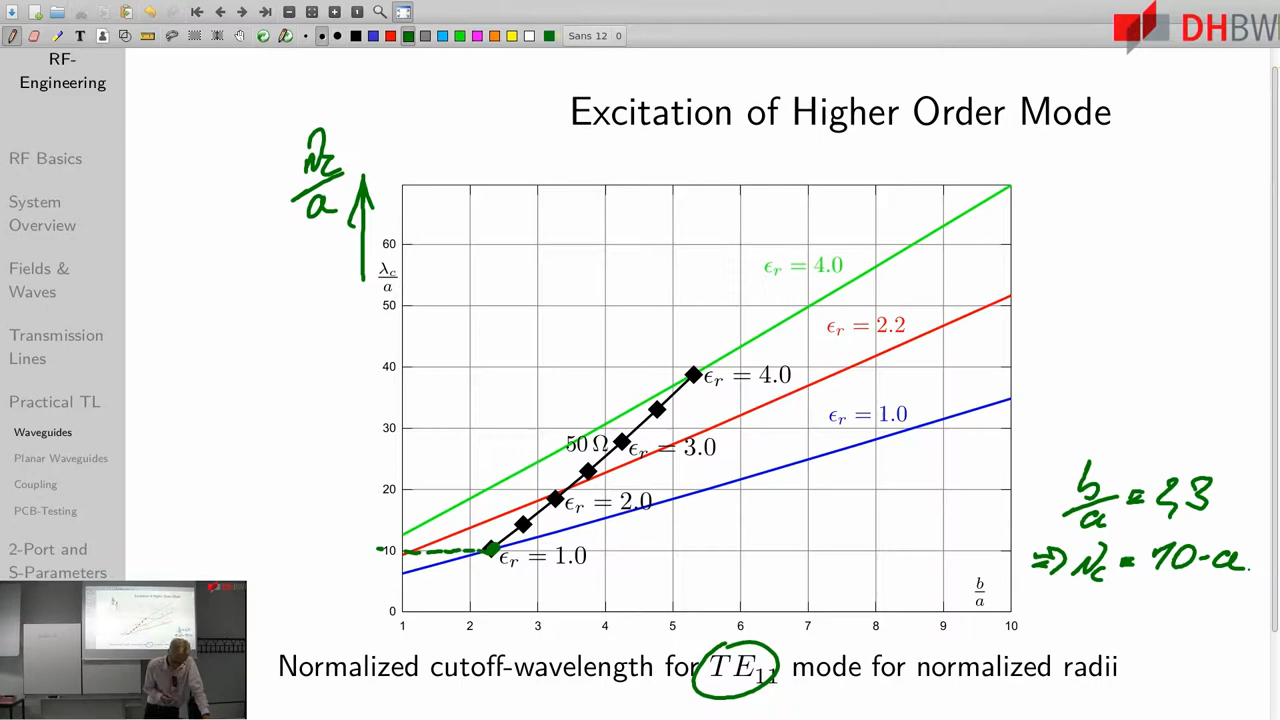 Sans 12 0
DHBW
RF-
Engineering
RF Basics
System
Overview
Fields &
Waves
Transmission
Lines
Practical TL
Waveguides
Planar Waveguides
Coupling
PCB-Testing
2-Port and
S-Parameters
Excitation of Higher Order Mode
λc
a
60
λc
a
50
40
30
20
10
0
1 2 3 4 5 6 7 8 9 10
ϵr = 4.0
ϵr = 2.2
ϵr = 1.0
ϵr = 4.0
50 Ω
ϵr = 3.0
ϵr = 2.0
ϵr = 1.0
b
a
b
a = 2,3
⇒ λc = 10·a
Normalized cutoff-wavelength for TE11 mode for normalized radii